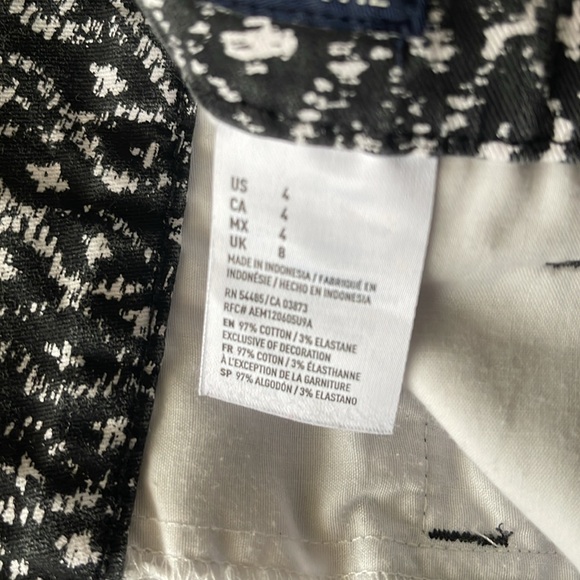 US 4
CA 4
MX 4
UK 8
MADE IN INDONESIA / FABRIQUÉ EN
INDONÉSIE / HECHO EN INDONESIA
RN 54485/CA 03873
RFC# AEM120605U9A
EN 97% COTTON / 3% ELASTANE
EXCLUSIVE OF DECORATION
FR 97% COTON / 3% ÉLASTHANNE
À L'EXCEPTION DE LA GARNITURE
SP 97% ALGODÓN / 3% ELASTANO